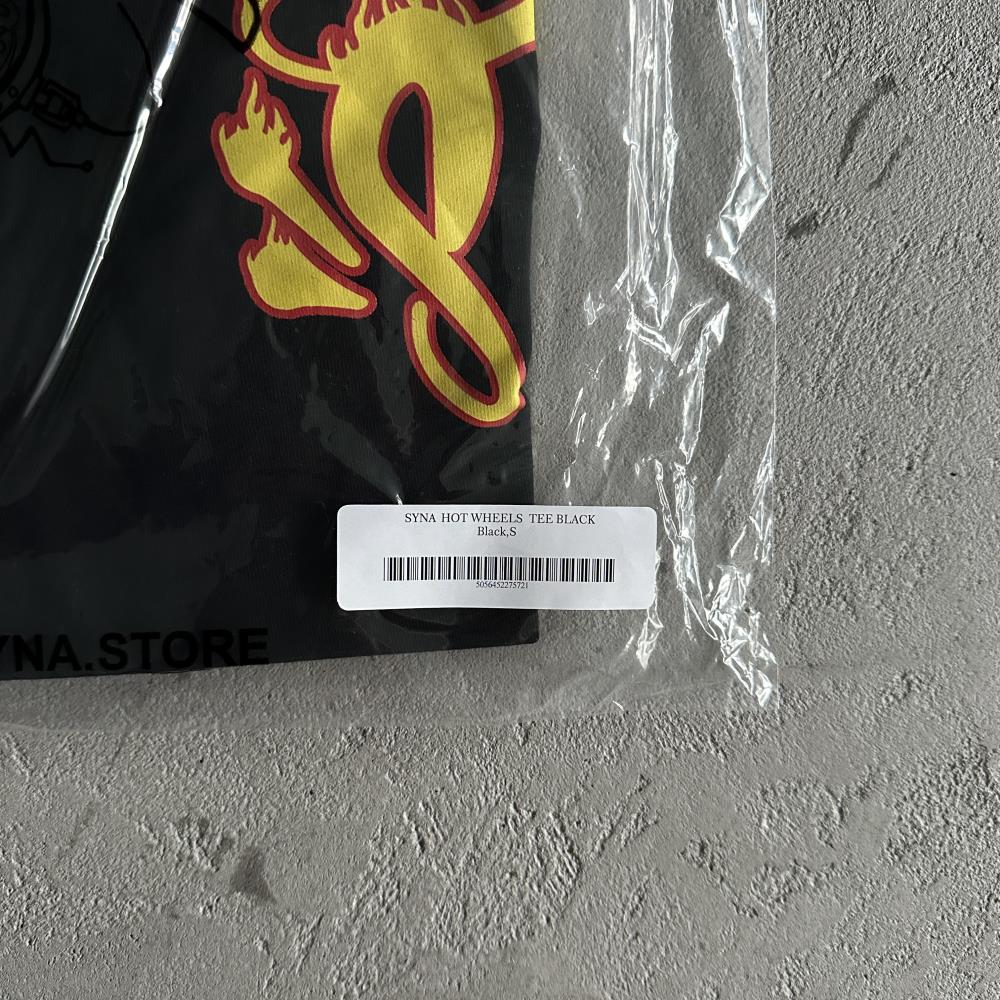 SYNA HOT WHEELS TEE BLACK
Black,S
5056452275721
YNA.STORE